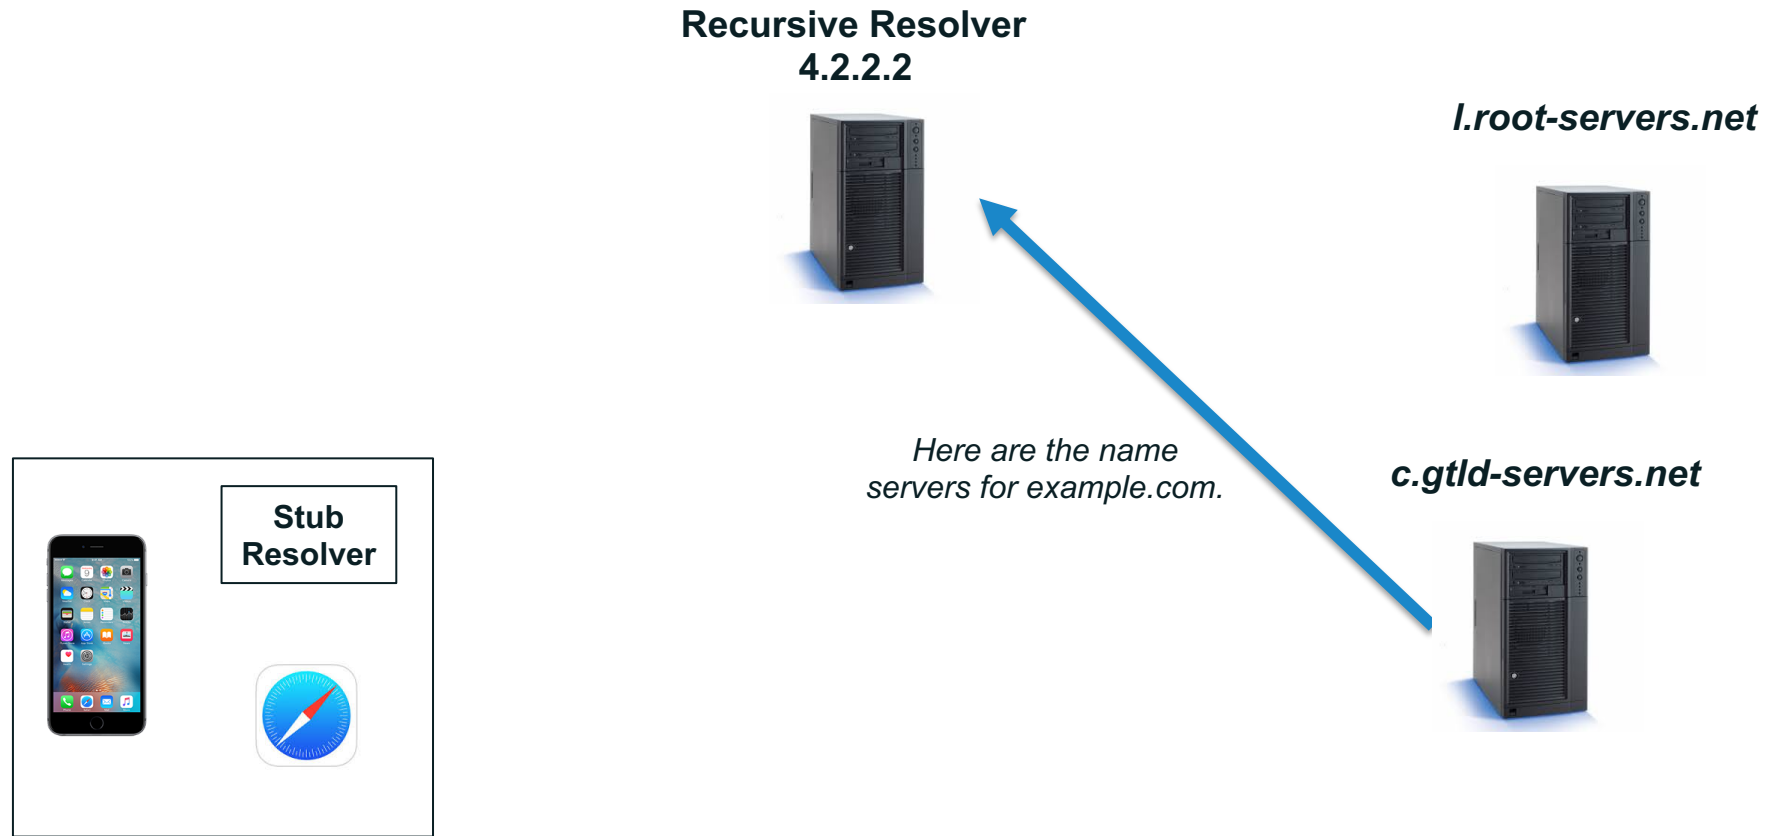 Recursive Resolver
4.2.2.2
l.root-servers.net
Here are the name
servers for example.com.
c.gtld-servers.net
Stub
Resolver